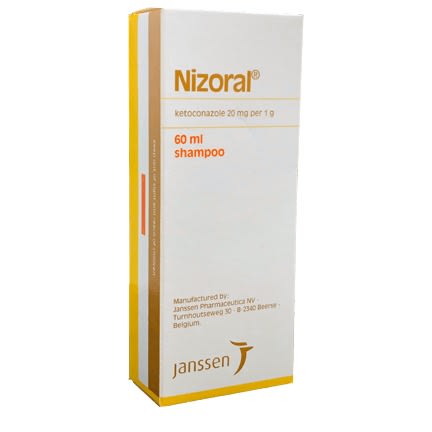 Nizoral®
ketoconazole 20 mg per 1 g
60 ml
shampoo
Manufactured by:
Janssen Pharmaceutica NV -
Turnhoutseweg 30 - B-2340 Beerse -
Belgium.
janssen